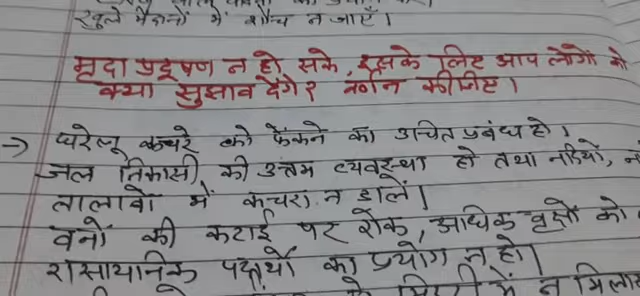 खुले मैदानों में शौच न जाएँ।
मृदा प्रदूषण न हो सके, इसके लिए आप लोगों को
क्या सुझाव देंगे? वर्णन कीजिए।
→ घरेलू कचरे को फेंकने का उचित प्रबंध हो।
जल निकासी की उत्तम व्यवस्था हो तथा नदियों,
तालाबों में कचरा न डालें।
वनों की कटाई पर रोक, अधिक वृक्षों को
रासायनिक पदार्थों का प्रयोग न हो।
मिट्टी में न